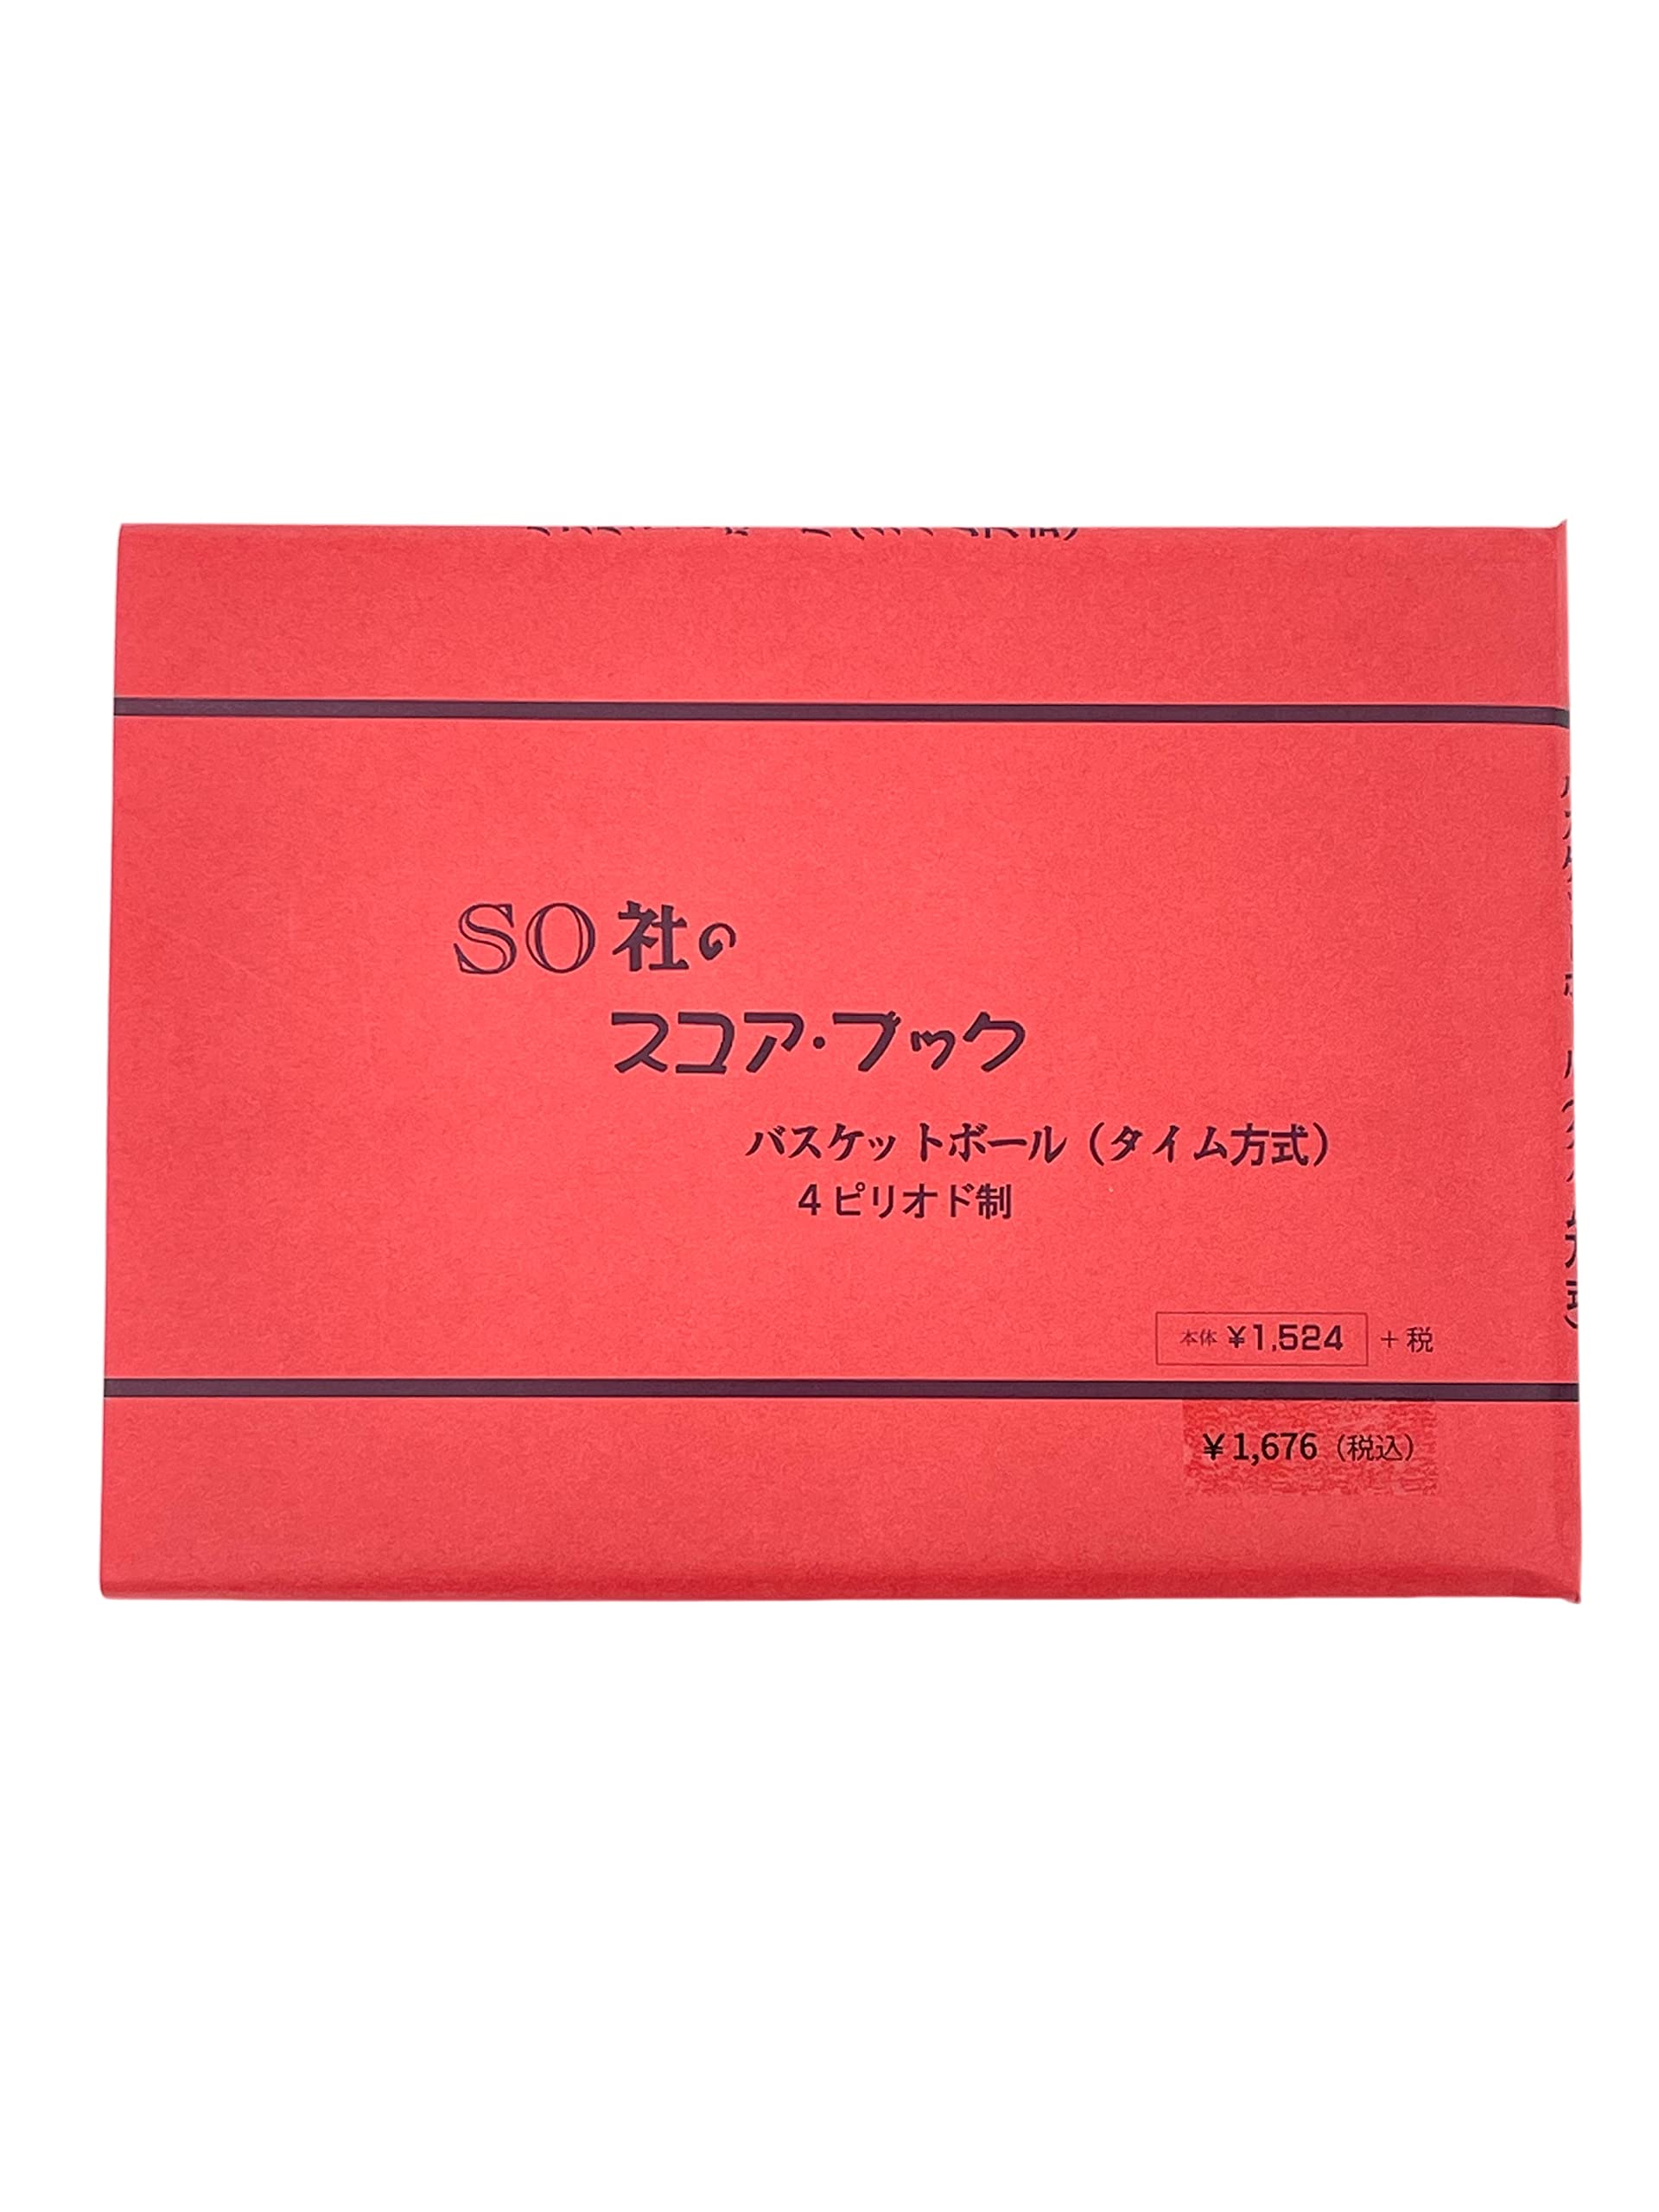 SO社の
スコア・ブック
バスケットボール（タイム方式）
4ピリオド制
本体 ¥1,524 +税
¥1,676（税込）